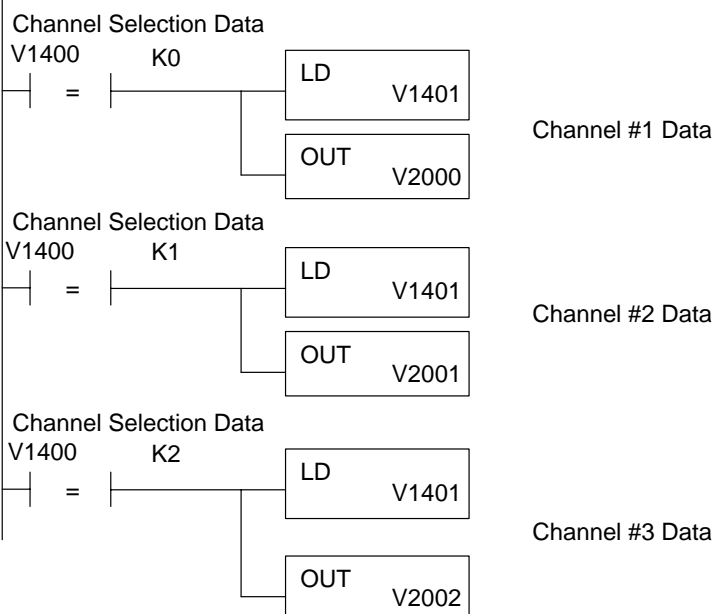 Channel Selection Data
V1400 K0
=
LD
V1401
Channel #1 Data
OUT
V2000
Channel Selection Data
V1400 K1
=
LD
V1401
Channel #2 Data
OUT
V2001
Channel Selection Data
V1400 K2
=
LD
V1401
Channel #3 Data
OUT
V2002